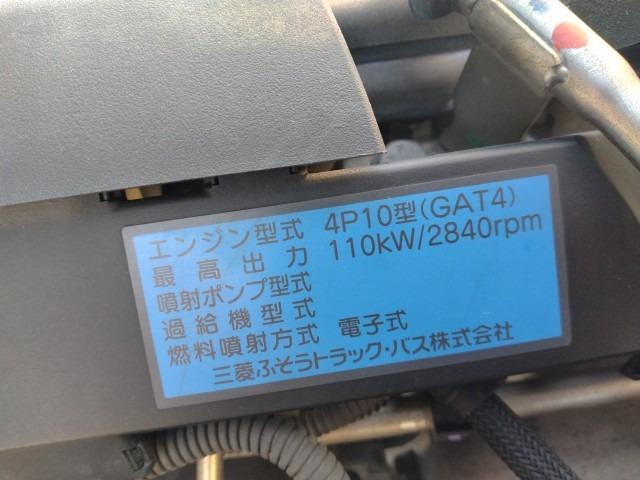 エンジン型式 4P10型(GAT4)
最高出力 110kW/2840rpm
噴射ポンプ型式
過給機型式
燃料噴射方式 電子式
三菱ふそうトラック・バス株式会社